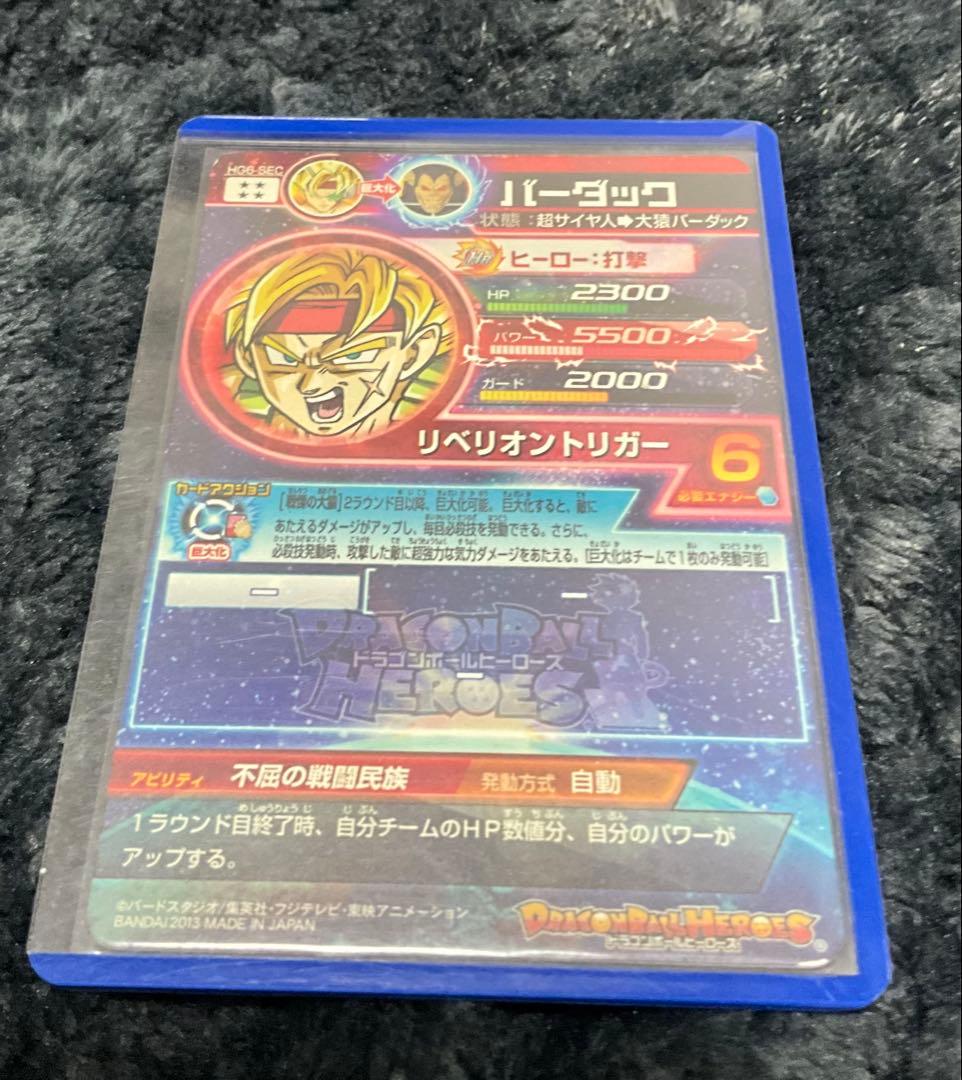 HG6-SEC
★★
★★
巨大化
バーダック
状態：超サイヤ人➡大猿バーダック
ヒーロー：打撃
HP 2300
パワー 5500
ガード 2000
リベリオントリガー
6
必要エナジー
カードアクション
巨大化
2ラウンド目以降、巨大化可能。巨大化すると、敵に
あたえるダメージがアップし、毎回必殺技を発動できる。さらに、
必殺技発動時、攻撃した敵に超強力な気力ダメージをあたえる。[巨大化はチームで1枚のみ発動可能]
ー
ー
DRAGONBALL
ドラゴンボールヒーローズ
HEROES
ー
アビリティ 不屈の戦闘民族 発動方式 自動
1ラウンド目終了時、自分チームのHP数値分、自分のパワーが
アップする。
©バードスタジオ/集英社・フジテレビ・東映アニメーション
BANDAI 2013 MADE IN JAPAN
DRAGONBALL HEROES
ドラゴンボールヒーローズ
®